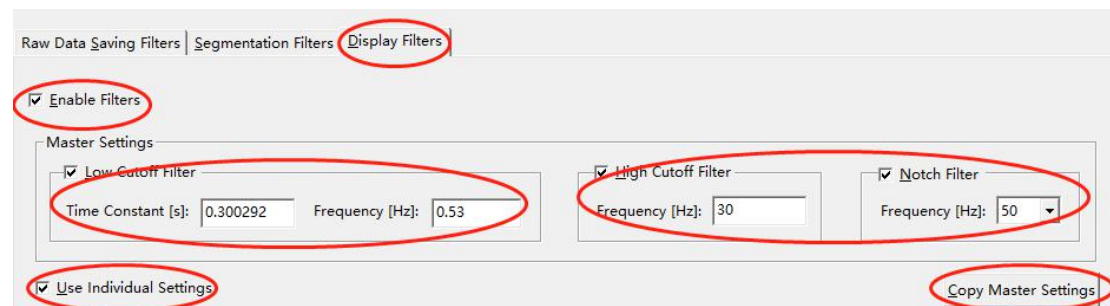 Raw Data Saving Filters Segmentation Filters Display Filters
Enable Filters
Master Settings
Low Cutoff Filter High Cutoff Filter Notch Filter
Time Constant [s]: 0.300292 Frequency [Hz]: 0.53 Frequency [Hz]: 30 Frequency [Hz]: 50
Use Individual Settings Copy Master Settings